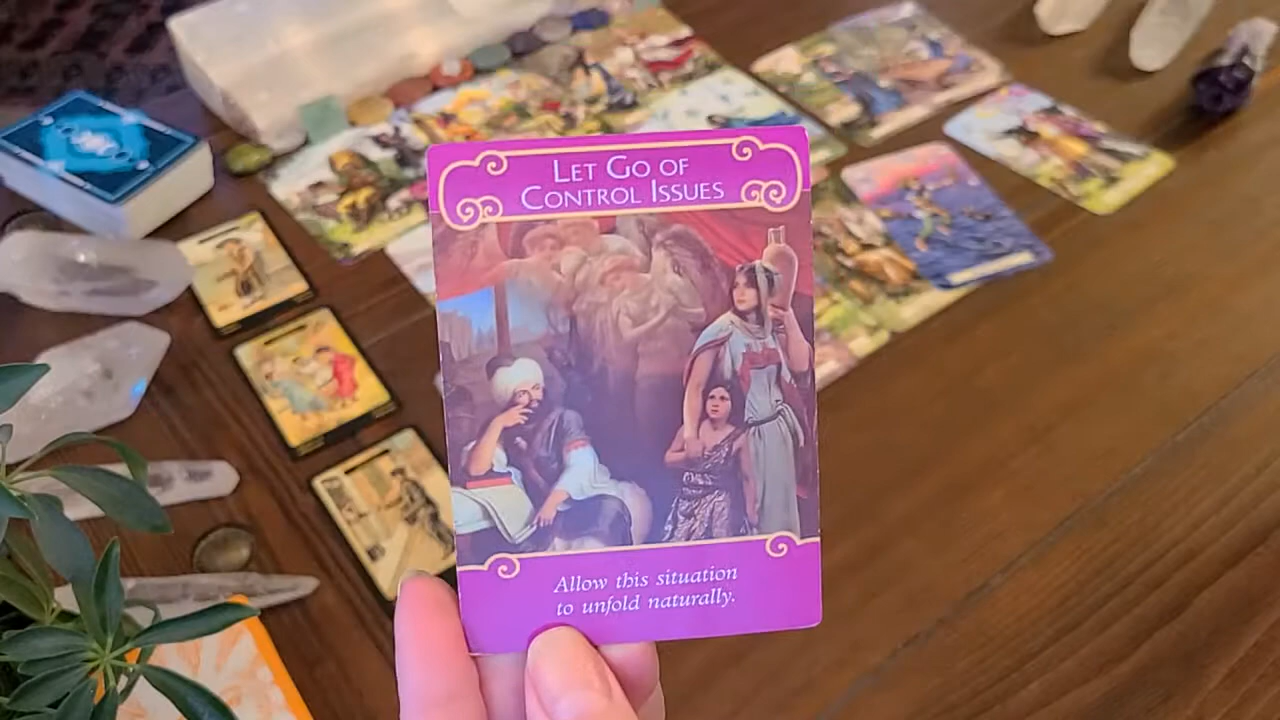 LET GO OF
CONTROL ISSUES
Allow this situation
to unfold naturally.